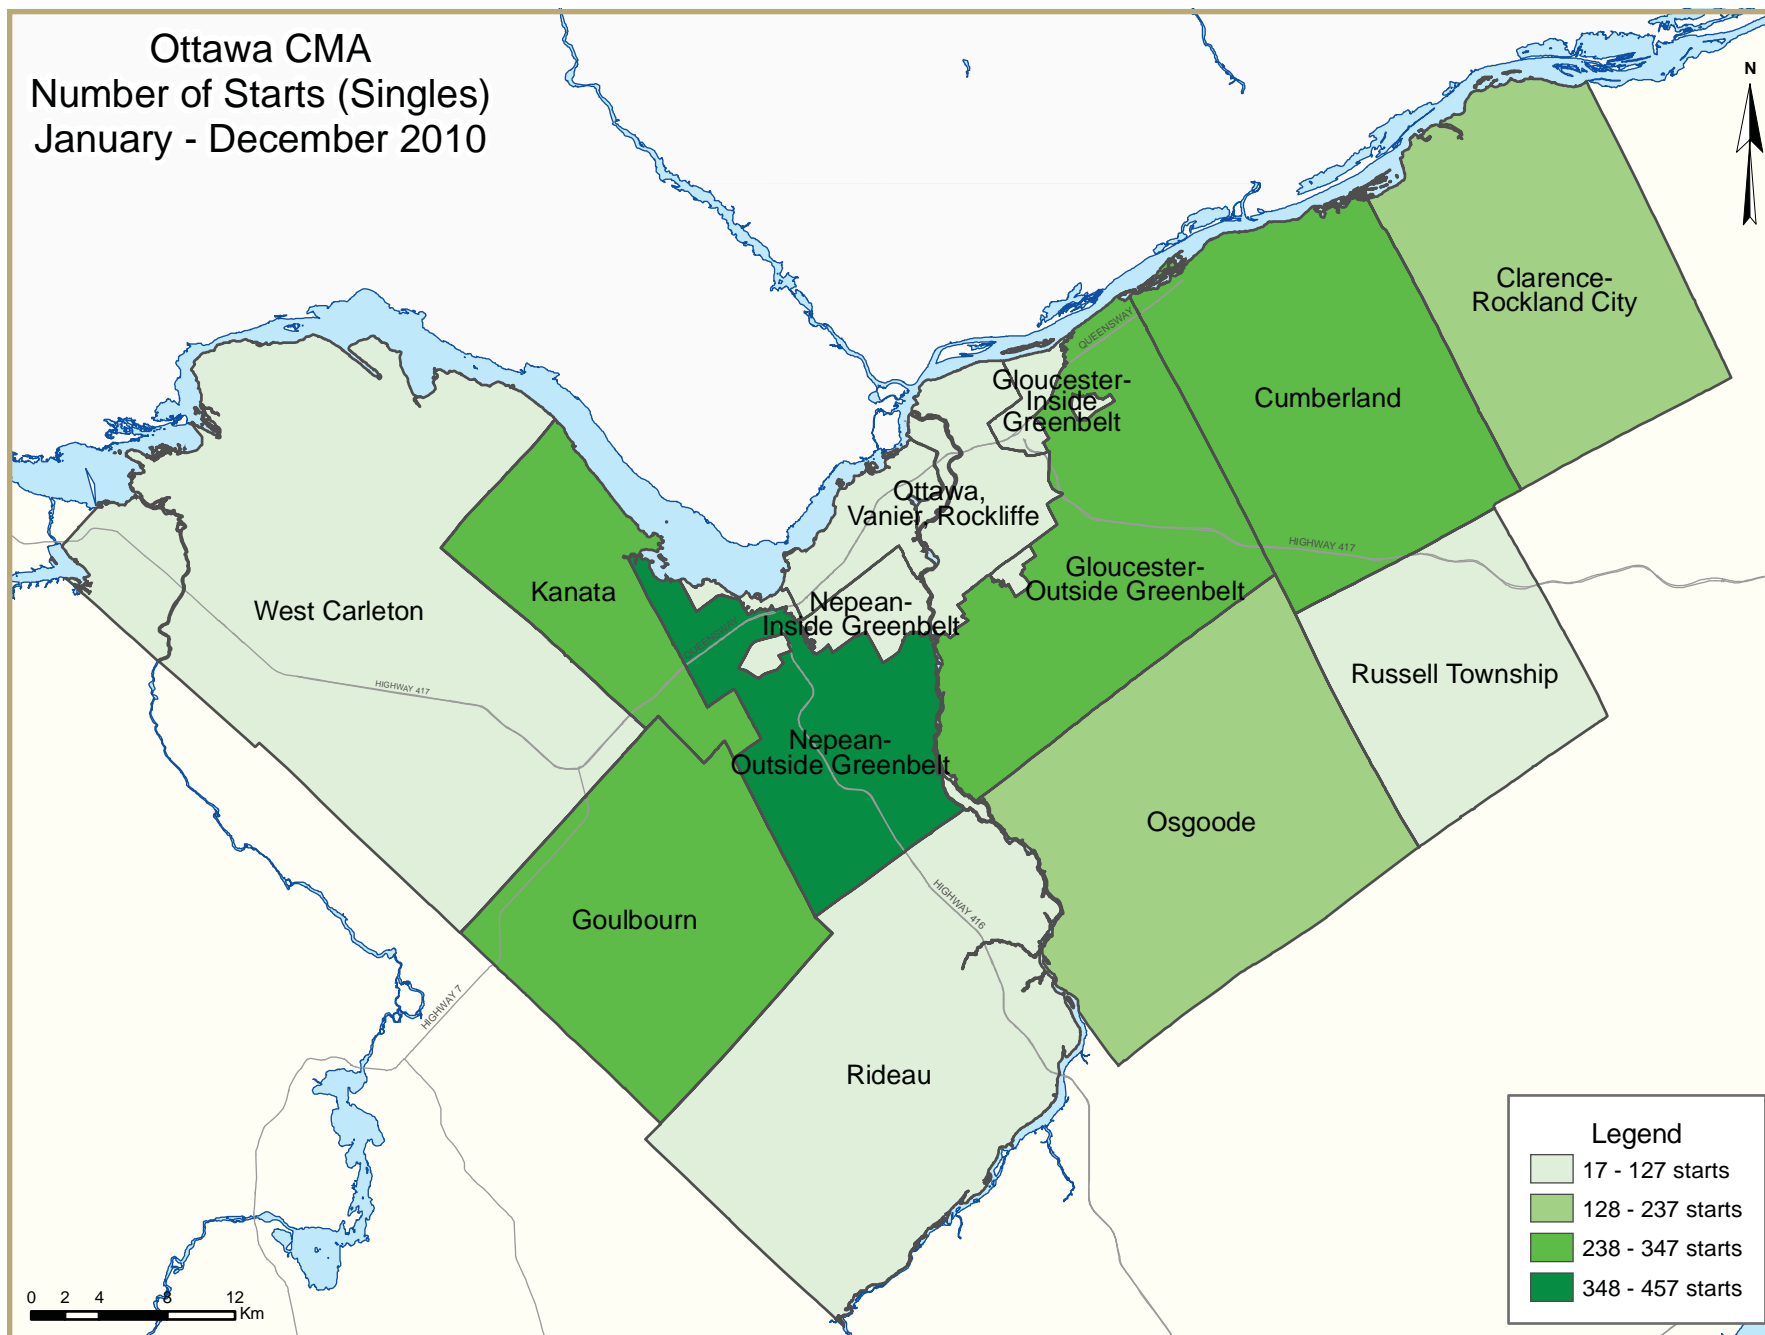 Ottawa CMA
Number of Starts (Singles)
January - December 2010
N
Clarence-
Rockland City
QUEENSWAY
Gloucester-
Inside
Greenbelt
Cumberland
Ottawa,
Vanier, Rockliffe
HIGHWAY 417
Gloucester-
Outside Greenbelt
Kanata
West Carleton
Nepean-
Inside Greenbelt
QUEENSWAY
Russell Township
HIGHWAY 417
Nepean-
Outside Greenbelt
Osgoode
Goulbourn
HIGHWAY 416
HIGHWAY 7
Rideau
Legend
17 - 127 starts
128 - 237 starts
238 - 347 starts
348 - 457 starts
0 2 4 8 12
Km